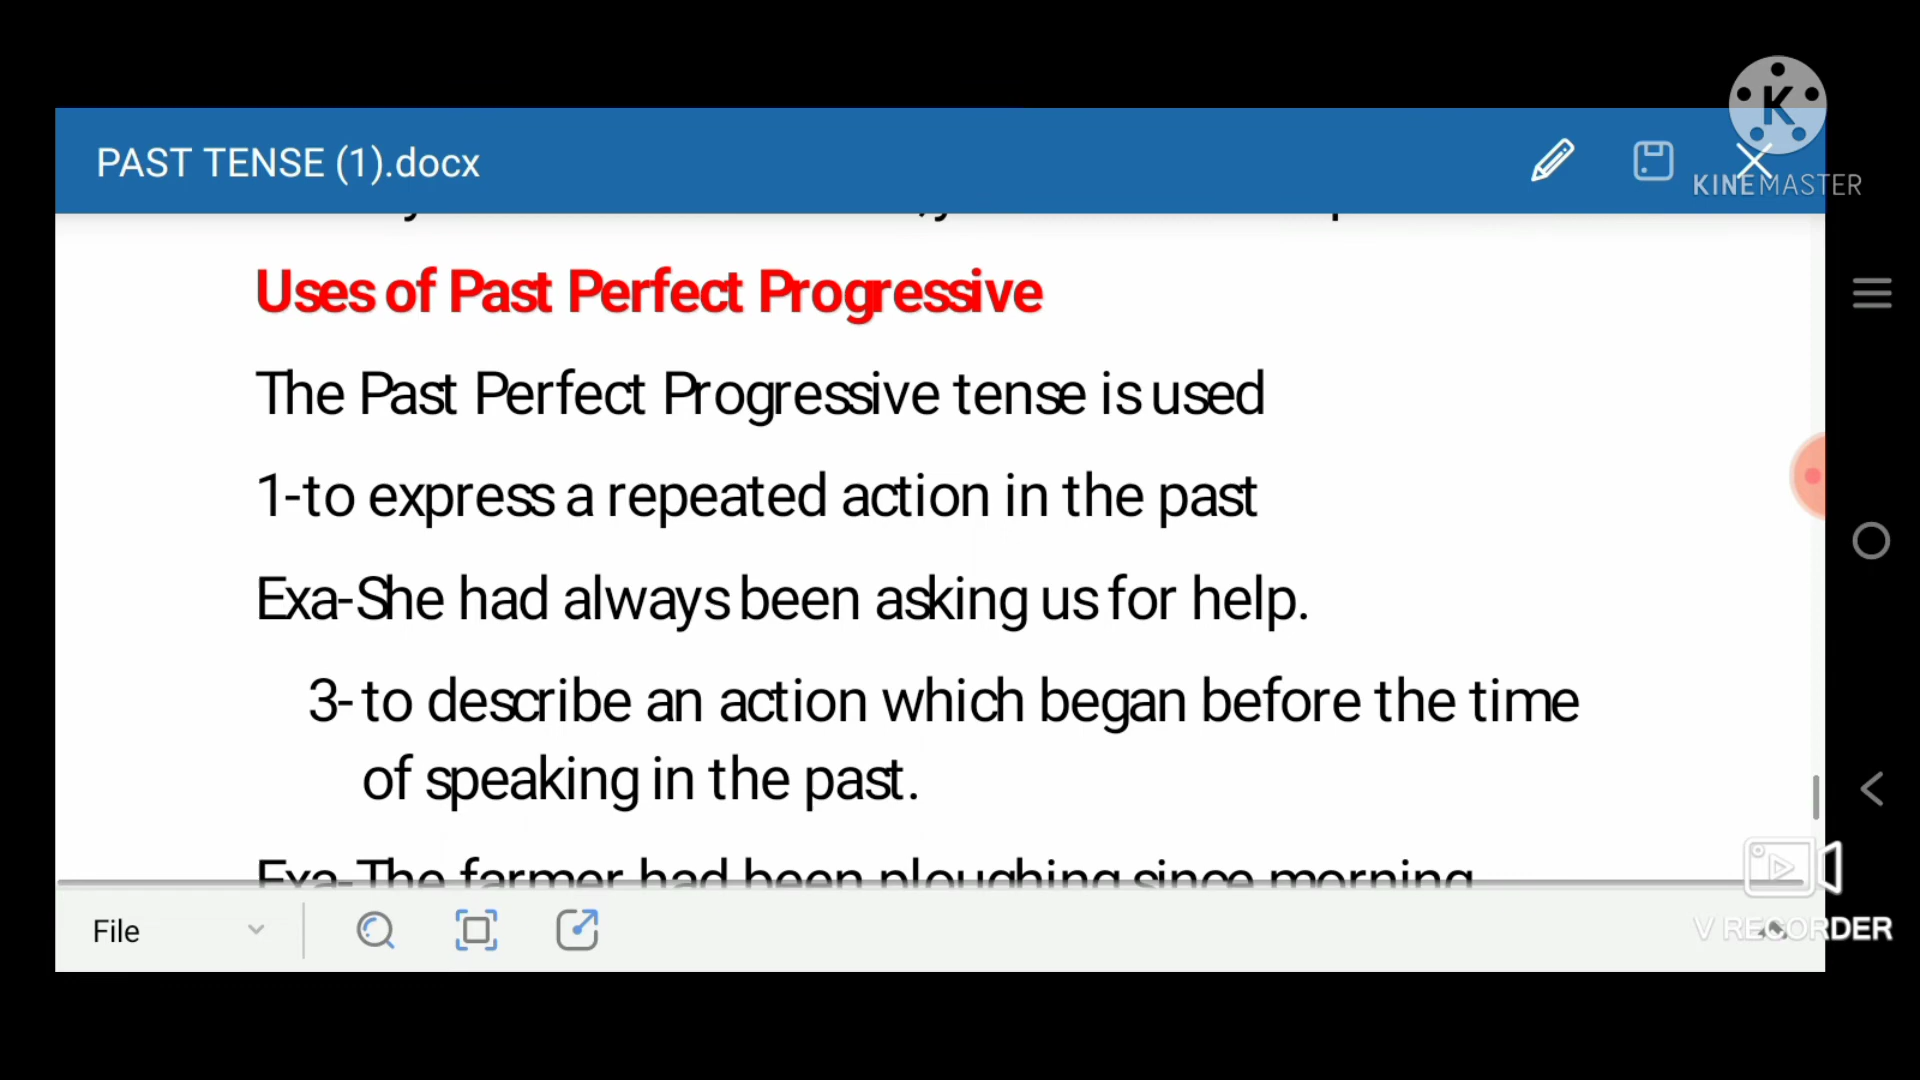 PAST TENSE (1).docx
KINEMASTER
Uses of Past Perfect Progressive
The Past Perfect Progressive tense is used
1-to express a repeated action in the past
Exa-She had always been asking us for help.
3- to describe an action which began before the time
of speaking in the past.
Exa-The farmer had been ploughing since morning
File
V RECORDER